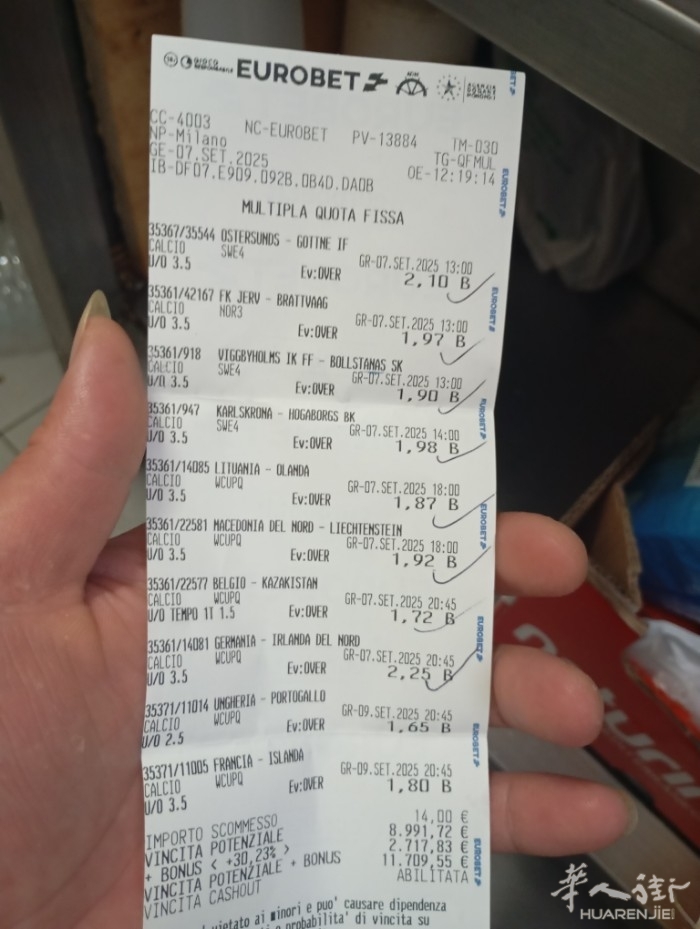 EUROBET
CC-4003 NC-EUROBET PV-13884 TM-030
NP-Milano TG-QFMUL
GE-07.SET.2025 OE-12:19:14
IB-DF07.E909.092B.0B4D.DA0B
MULTIPLA QUOTA FISSA
35367/35544 OSTERSUNDS - GOTTNE IF
CALCIO SWE4 GR-07.SET.2025 13:00
U/O 3.5 Ev:OVER 2,10 B
35361/42167 FK JERV - BRATTVAAG
CALCIO NOR3 GR-07.SET.2025 13:00
U/O 3.5 Ev:OVER 1,97 B
35361/918 VIGGBYHOLMS IK FF - BOLLSTANAS SK
CALCIO SWE4 GR-07.SET.2025 13:00
U/O 3.5 Ev:OVER 1,90 B
35361/947 KARLSKRONA - HOGABORGS BK
CALCIO SWE4 GR-07.SET.2025 14:00
U/O 3.5 Ev:OVER 1,98 B
35361/14085 LITUANIA - OLANDA
CALCIO WCUPQ GR-07.SET.2025 18:00
U/O 3.5 Ev:OVER 1,87 B
35361/22581 MACEDONIA DEL NORD - LIECHTENSTEIN
CALCIO WCUPQ GR-07.SET.2025 18:00
U/O 3.5 Ev:OVER 1,92 B
35361/22577 BELGIO - KAZAKISTAN
CALCIO WCUPQ GR-07.SET.2025 20:45
U/O TEMPO 1T 1.5 Ev:OVER 1,72 B
35361/14081 GERMANIA - IRLANDA DEL NORD
CALCIO WCUPQ GR-07.SET.2025 20:45
U/O 3.5 Ev:OVER 2,25 B
35371/11014 UNGHERIA - PORTOGALLO
CALCIO WCUPQ GR-09.SET.2025 20:45
U/O 2.5 Ev:OVER 1,65 B
35371/11005 FRANCIA - ISLANDA
CALCIO WCUPQ GR-09.SET.2025 20:45
U/O 3.5 Ev:OVER 1,80 B
IMPORTO SCOMMESSO 14,00 €
VINCITA POTENZIALE 8.991,72 €
+ BONUS < +30,23% > 2.717,83 €
VINCITA POTENZIALE + BONUS 11.709,55 €
VINCITA CASHOUT ABILITATA
vietato ai minori e puo' causare dipendenza
probabilita' di vincita su
华人街
HUARENJIE